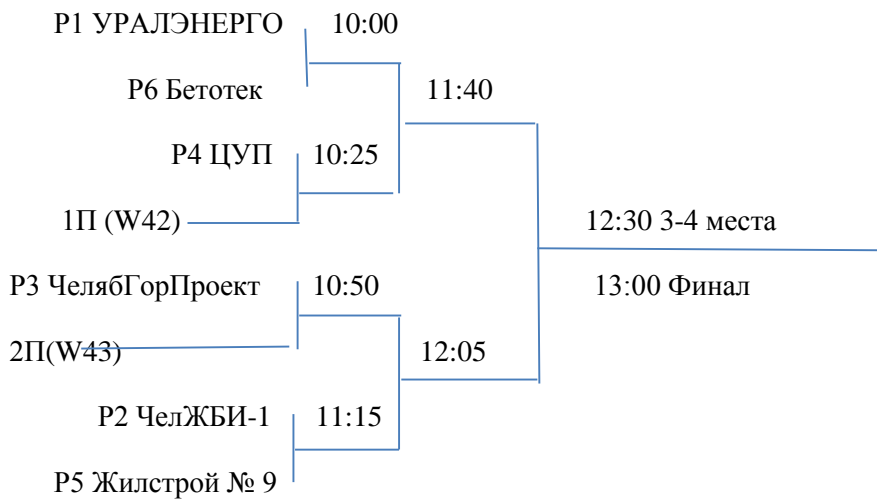 Р1 УРАЛЭНЕРГО 10:00
Р6 Бетотек 11:40
Р4 ЦУП 10:25
1П (W42) 12:30 3-4 места
Р3 ЧелябГорПроект 10:50 13:00 Финал
2П(W43) 12:05
Р2 ЧелЖБИ-1 11:15
Р5 Жилстрой № 9